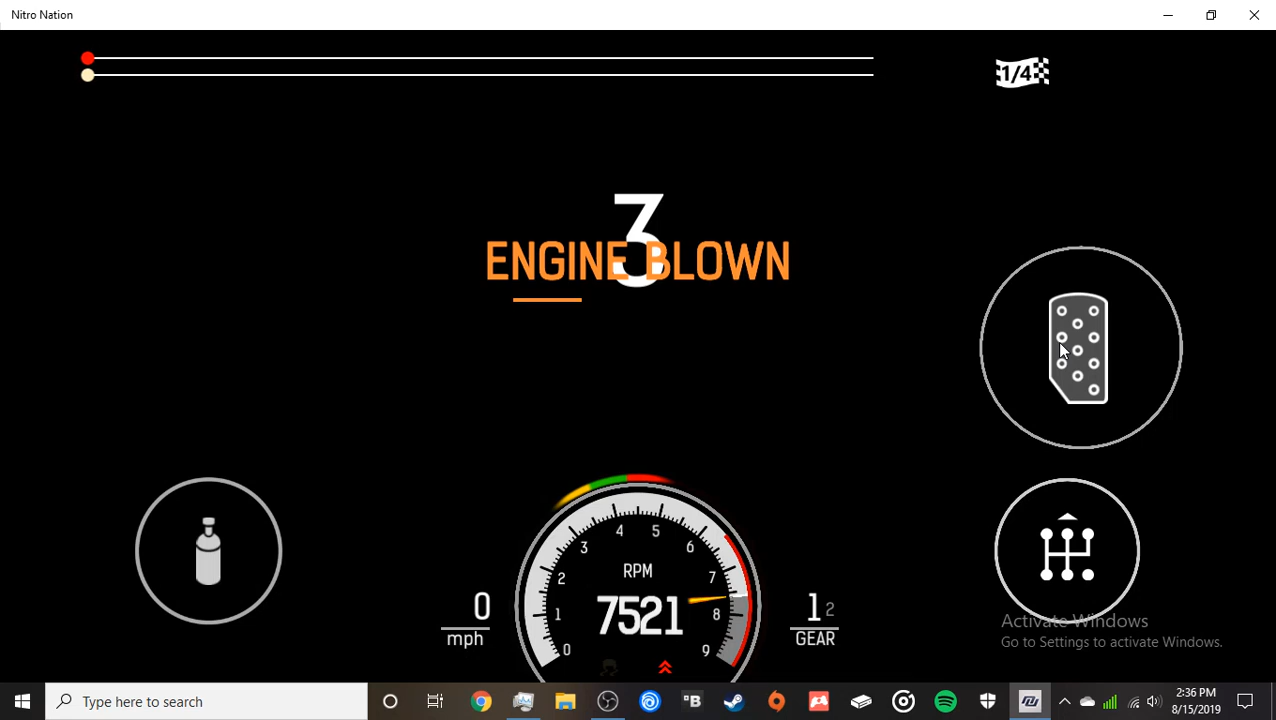 Nitro Nation
1/4
3
ENGINE BLOWN
4 5
3 6
2 7
1 8
0 9
RPM
7521
0
mph
1 2
GEAR
Activate Windows
Go to Settings to activate Windows.
Type here to search
B
2:36 PM
8/15/2019